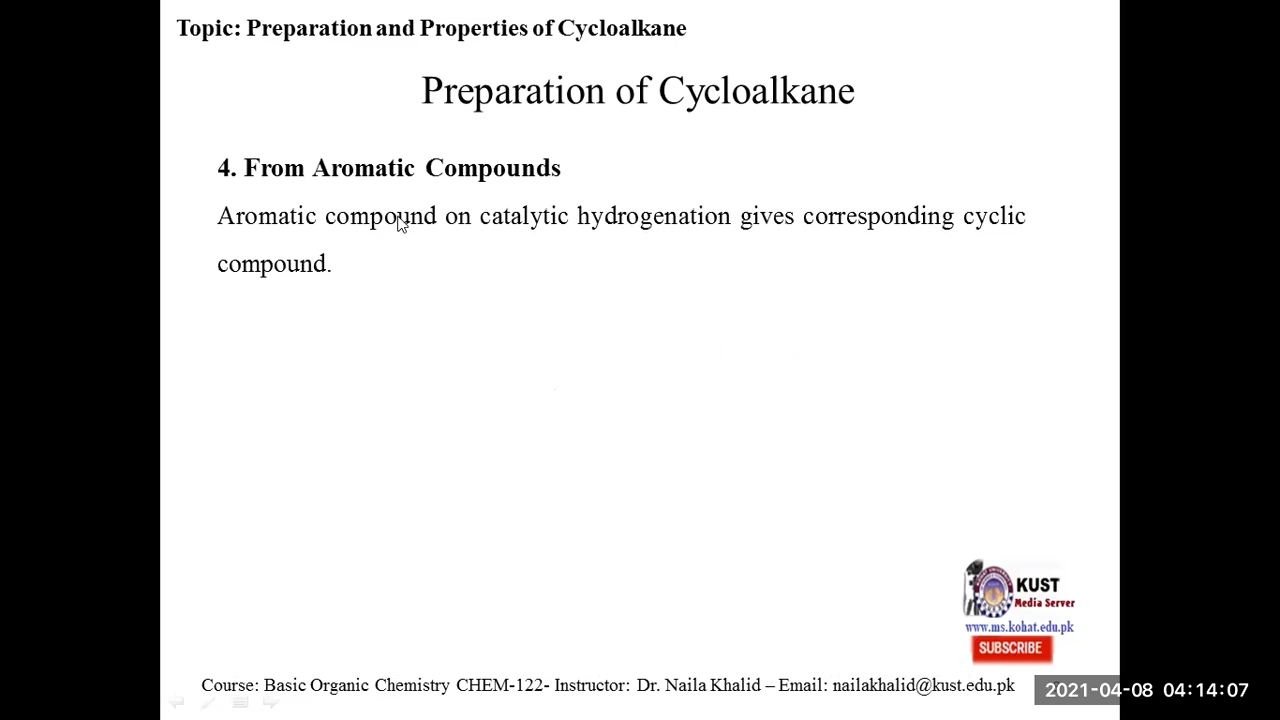 Topic: Preparation and Properties of Cycloalkane
Preparation of Cycloalkane
4. From Aromatic Compounds
Aromatic compound on catalytic hydrogenation gives corresponding cyclic
compound.
KUST
Media Server
www.ms.kohat.edu.pk
SUBSCRIBE
Course: Basic Organic Chemistry CHEM-122- Instructor: Dr. Naila Khalid – Email: nailakhalid@kust.edu.pk
2021-04-08 04:14:07